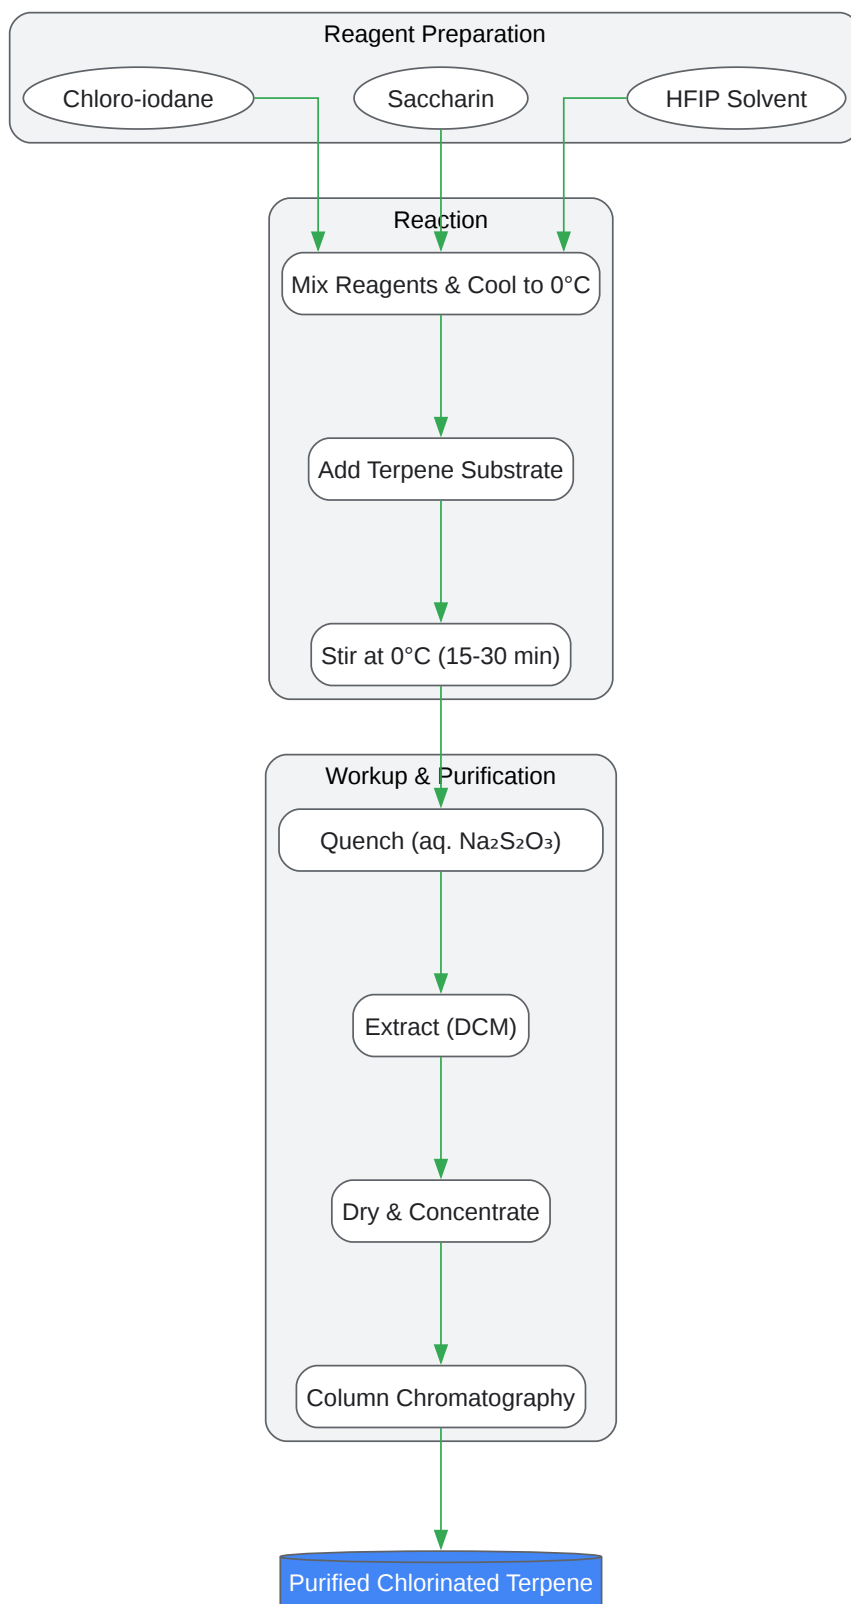 Reagent Preparation
Chloro-iodane
Saccharin
HFIP Solvent
Reaction
Mix Reagents & Cool to 0°C
Add Terpene Substrate
Stir at 0°C (15-30 min)
Workup & Purification
Quench (aq. Na₂S₂O₃)
Extract (DCM)
Dry & Concentrate
Column Chromatography
Purified Chlorinated Terpene